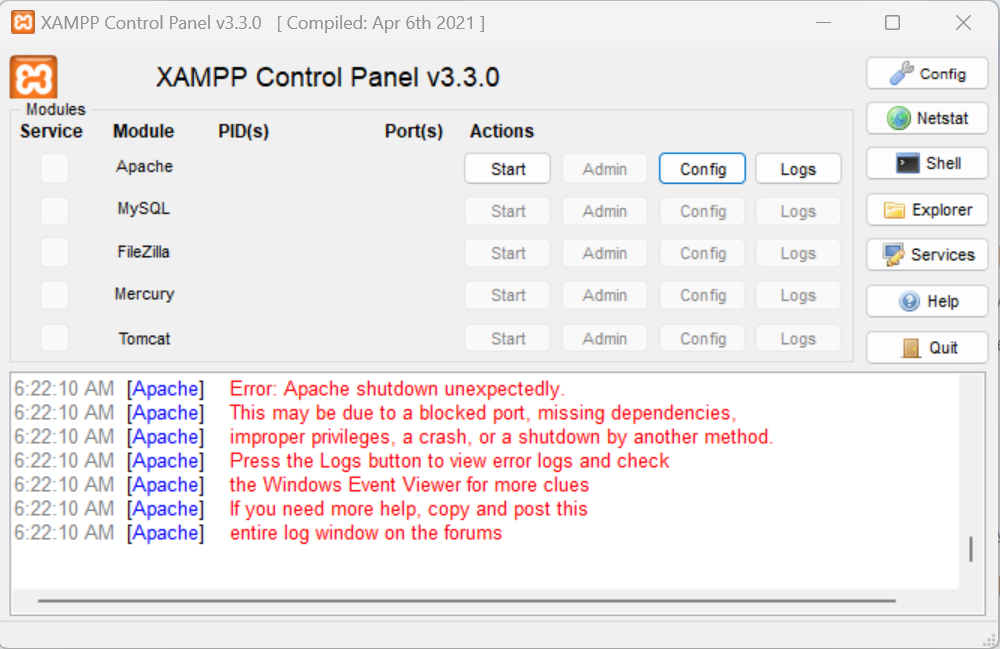 XAMPP Control Panel v3.3.0 [ Compiled: Apr 6th 2021 ]
XAMPP Control Panel v3.3.0
Config
Modules
Service Module PID(s) Port(s) Actions
Netstat
Apache Start Admin Config Logs
Shell
MySQL Start Admin Config Logs
Explorer
FileZilla Start Admin Config Logs
Services
Mercury Start Admin Config Logs
Help
Tomcat Start Admin Config Logs
Quit
6:22:10 AM [Apache] Error: Apache shutdown unexpectedly.
6:22:10 AM [Apache] This may be due to a blocked port, missing dependencies,
6:22:10 AM [Apache] improper privileges, a crash, or a shutdown by another method.
6:22:10 AM [Apache] Press the Logs button to view error logs and check
6:22:10 AM [Apache] the Windows Event Viewer for more clues
6:22:10 AM [Apache] If you need more help, copy and post this
6:22:10 AM [Apache] entire log window on the forums